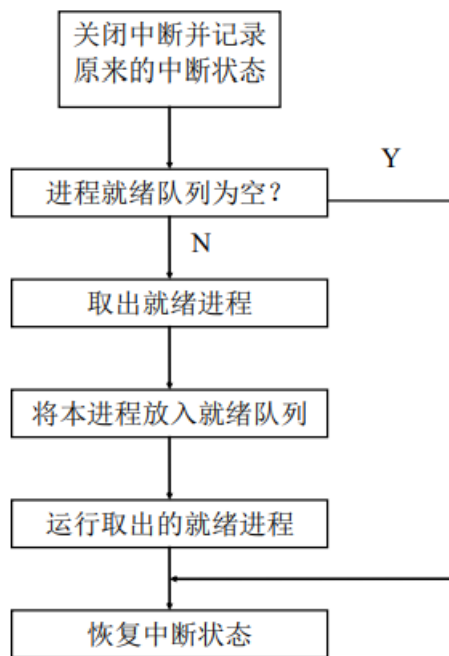 关闭中断并记录
原来的中断状态
进程就绪队列为空？
Y
N
取出就绪进程
将本进程放入就绪队列
运行取出的就绪进程
恢复中断状态